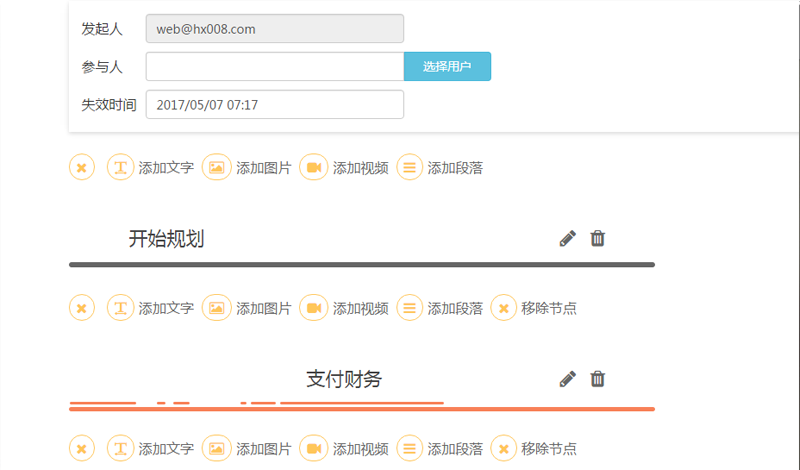 发起人 web@hx008.com
参与人 选择用户
失效时间 2017/05/07 07:17
添加文字 添加图片 添加视频 添加段落
开始规划
添加文字 添加图片 添加视频 添加段落 移除节点
支付财务
添加文字 添加图片 添加视频 添加段落 移除节点